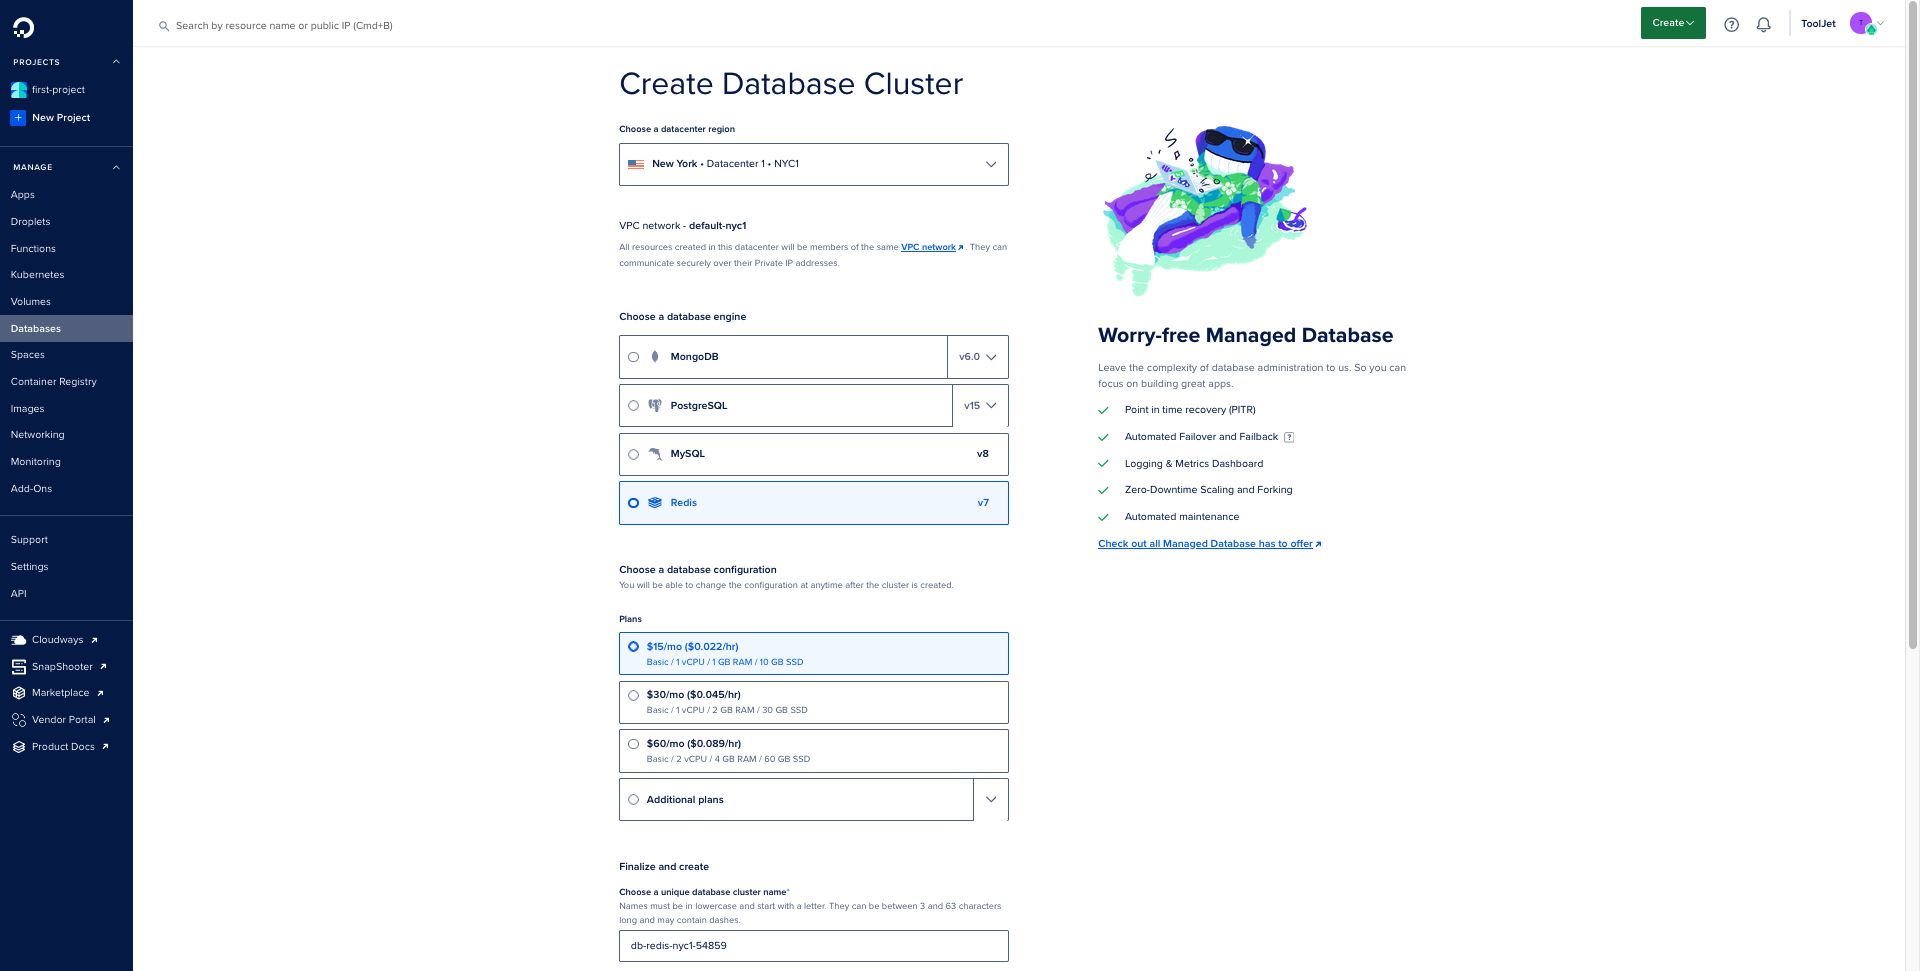 Search by resource name or public IP (Cmd+B)
Create
ToolJet
T
PROJECTS
first-project
New Project
MANAGE
Apps
Droplets
Functions
Kubernetes
Volumes
Databases
Spaces
Container Registry
Images
Networking
Monitoring
Add-Ons
Support
Settings
API
Cloudways
SnapShooter
Marketplace
Vendor Portal
Product Docs
Create Database Cluster
Choose a datacenter region
New York • Datacenter 1 • NYC1
VPC network - default-nyc1
All resources created in this datacenter will be members of the same VPC network. They can
communicate securely over their Private IP addresses.
Choose a database engine
MongoDB v6.0
PostgreSQL v15
MySQL v8
Redis v7
Choose a database configuration
You will be able to change the configuration at anytime after the cluster is created.
Plans
$15/mo ($0.022/hr)
Basic / 1 vCPU / 1 GB RAM / 10 GB SSD
$30/mo ($0.045/hr)
Basic / 1 vCPU / 2 GB RAM / 30 GB SSD
$60/mo ($0.089/hr)
Basic / 2 vCPU / 4 GB RAM / 60 GB SSD
Additional plans
Finalize and create
Choose a unique database cluster name*
Names must be in lowercase and start with a letter. They can be between 3 and 63 characters
long and may contain dashes.
db-redis-nyc1-54859
Worry-free Managed Database
Leave the complexity of database administration to us. So you can
focus on building great apps.
Point in time recovery (PITR)
Automated Failover and Failback ?
Logging & Metrics Dashboard
Zero-Downtime Scaling and Forking
Automated maintenance
Check out all Managed Database has to offer